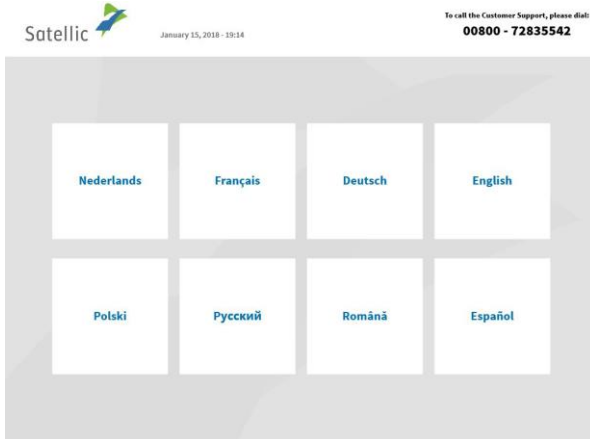 Satellic
January 15, 2018 - 19:14
To call the Customer Support, please dial:
00800 - 72835542
Nederlands
Français
Deutsch
English
Polski
Русский
Română
Español